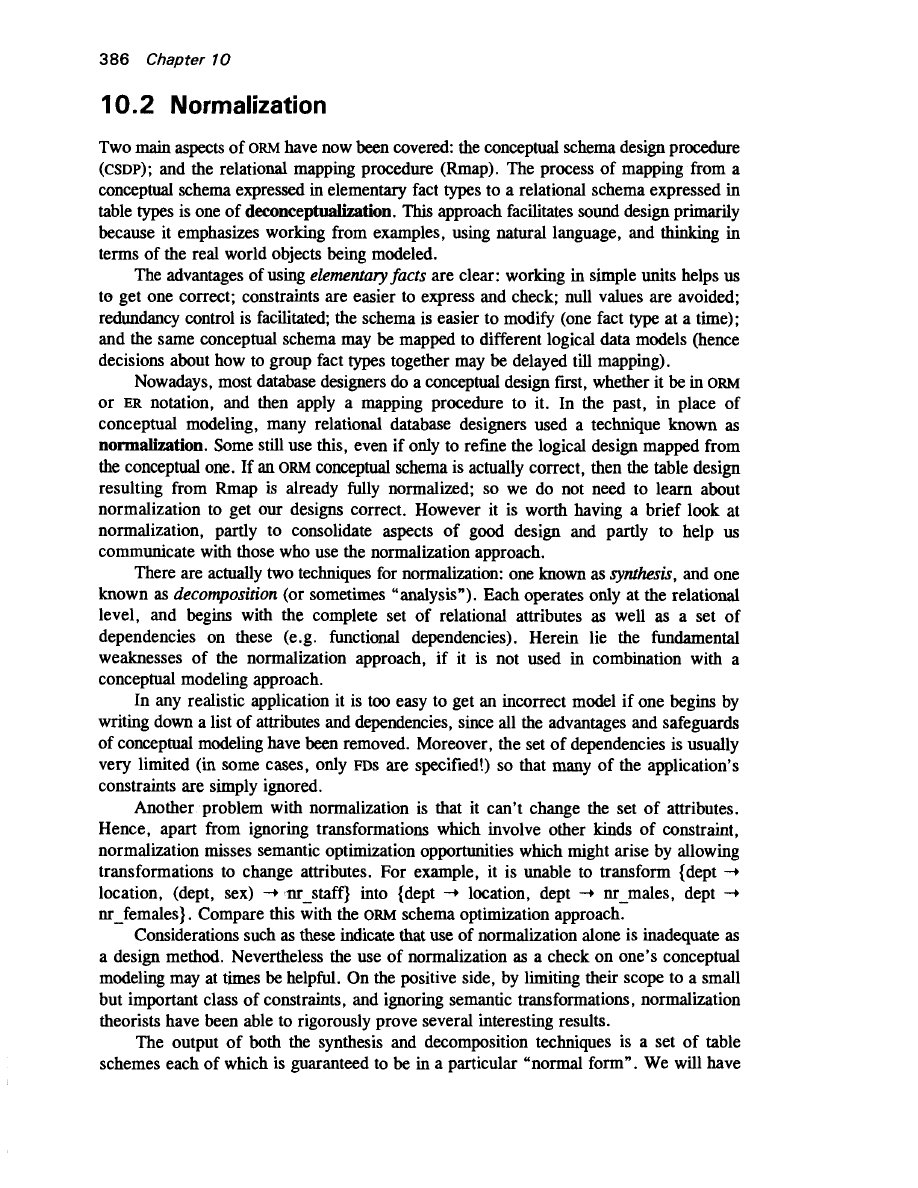 386 Chapter 10
10.2 Normalization
Two main aspects of ORM have now been covered: the conceptual schema design procedure
(CSDP); and the relational mapping procedure (Rmap). The process of mapping from a
conceptual schema expressed in elementary fact types to a relational schema expressed in
table types is one of deconceptualization. This approach facilitates sound design primarily
because it emphasizes working from examples, using natural language, and thinking in
terms of the real world objects being modeled.
The advantages of using elementary facts are clear: working in simple units helps us
to get one correct; constraints are easier to express and check; null values are avoided;
redundancy control is facilitated; the schema is easier to modify (one fact type at a time);
and the same conceptual schema may be mapped to different logical data models (hence
decisions about how to group fact types together may be delayed till mapping).
Nowadays, most database designers do a conceptual design first, whether it be in ORM
or ER notation, and then apply a mapping procedure to it. In the past, in place of
conceptual modeling, many relational database designers used a technique known as
normalization. Some still use this, even if only to refine the logical design mapped from
the conceptual one. If an ORM conceptual schema is actually correct, then the table design
resulting from Rmap is already fully normalized; so we do not need to learn about
normalization to get our designs correct. However it is worth having a brief look at
normalization, partly to consolidate aspects of good design and partly to help us
communicate with those who use the normalization approach.
There are actually two techniques for normalization: one known as synthesis, and one
known as decomposition (or sometimes “analysis”). Each operates only at the relational
level, and begins with the complete set of relational attributes as well as a set of
dependencies on these (e.g. functional dependencies). Herein lie the fundamental
weaknesses of the normalization approach, if it is not used in combination with a
conceptual modeling approach.
In any realistic application it is too easy to get an incorrect model if one begins by
writing down a list of attributes and dependencies, since all the advantages and safeguards
of conceptual modeling have been removed. Moreover, the set of dependencies is usually
very limited (in some cases, only FDs are specified!) so that many of the application’s
constraints are simply ignored.
Another problem with normalization is that it can’t change the set of attributes.
Hence, apart from ignoring transformations which involve other kinds of constraint,
normalization misses semantic optimization opportunities which might arise by allowing
transformations to change attributes. For example, it is unable to transform {dept →
location, (dept, sex) → nr_staff} into {dept → location, dept → nr_males, dept →
nr_females}. Compare this with the ORM schema optimization approach.
Considerations such as these indicate that use of normalization alone is inadequate as
a design method. Nevertheless the use of normalization as a check on one’s conceptual
modeling may at times be helpful. On the positive side, by limiting their scope to a small
but important class of constraints, and ignoring semantic transformations, normalization
theorists have been able to rigorously prove several interesting results.
The output of both the synthesis and decomposition techniques is a set of table
schemes each of which is guaranteed to be in a particular “normal form”. We will have